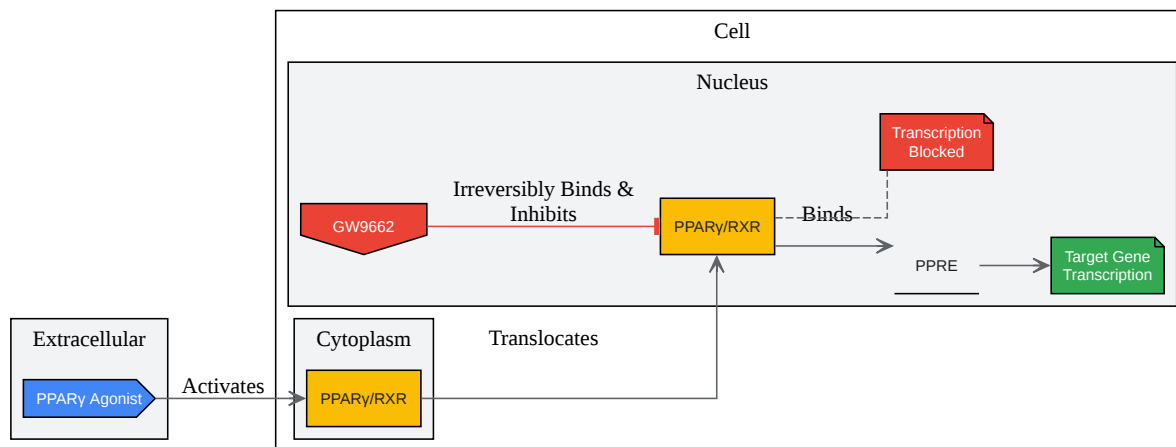 Cell
Nucleus
Transcription
Blocked
Irreversibly Binds &
Inhibits
GW9662
PPARγ/RXR
Binds
PPRE
Target Gene
Transcription
Extracellular
PPARγ Agonist
Activates
Cytoplasm
PPARγ/RXR
Translocates